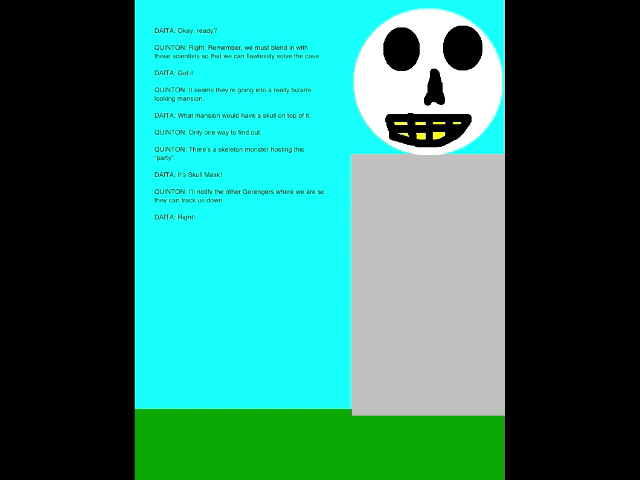 DAITA: Okay, ready?
QUINTON: Right. Remember, we must blend in with
these scientists so that we can flawlessly solve the case.
DAITA: Got it.
QUINTON: It seems they're going into a really bizarre
looking mansion.
DAITA: What mansion would have a skull on top of it.
QUINTON: Only one way to find out.
QUINTON: There's a skeleton monster hosting this
"party"
DAITA: It's Skull Mask!
QUINTON: I'll notify the other Gorengers where we are so
they can track us down.
DAITA: Right!